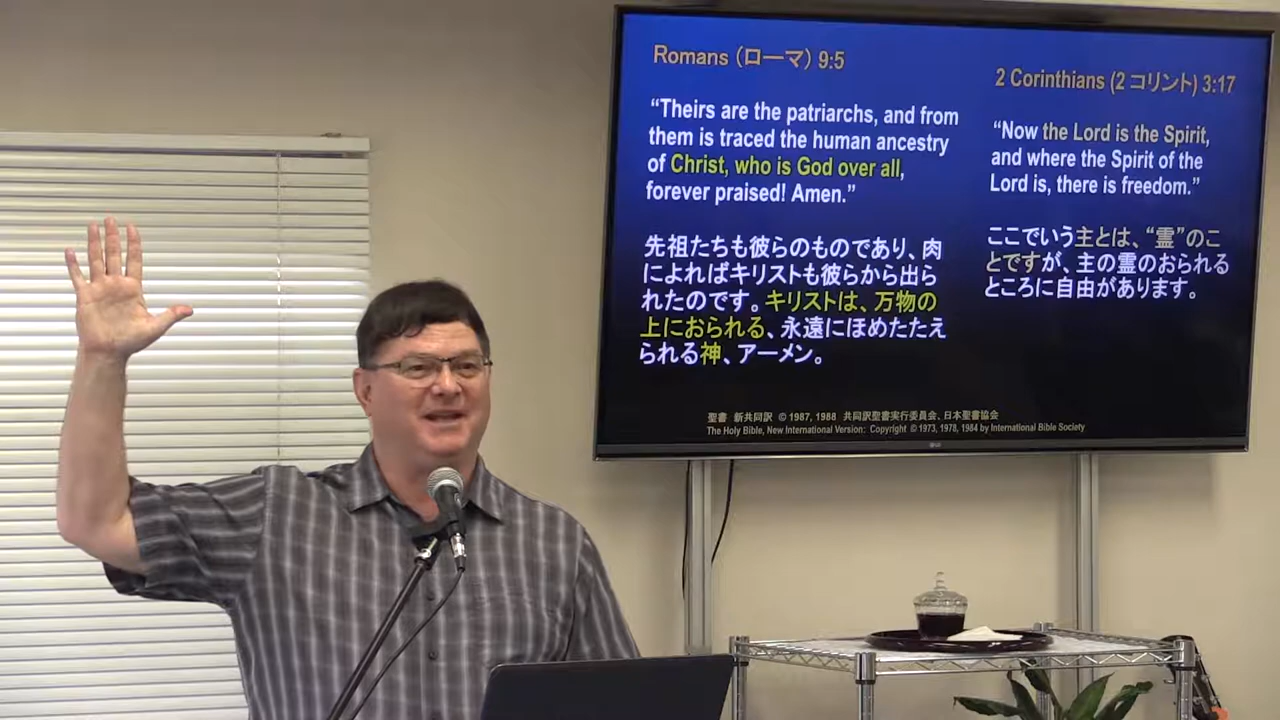 Romans （ローマ）9:5
“Theirs are the patriarchs, and from
them is traced the human ancestry
of Christ, who is God over all,
forever praised! Amen.”
先祖たちも彼らのものであり、肉
によればキリストも彼らから出ら
れたのです。キリストは、万物の
上におられる、永遠にほめたたえ
られる神、アーメン。
2 Corinthians (2 コリント) 3:17
“Now the Lord is the Spirit,
and where the Spirit of the
Lord is, there is freedom.”
ここでいう主とは、“霊”のこ
とですが、主の霊のおられる
ところに自由があります。
聖書 新共同訳 © 1987, 1988 共同訳聖書実行委員会、日本聖書協会
The Holy Bible, New International Version: Copyright © 1973, 1978, 1984 by International Bible Society
LG